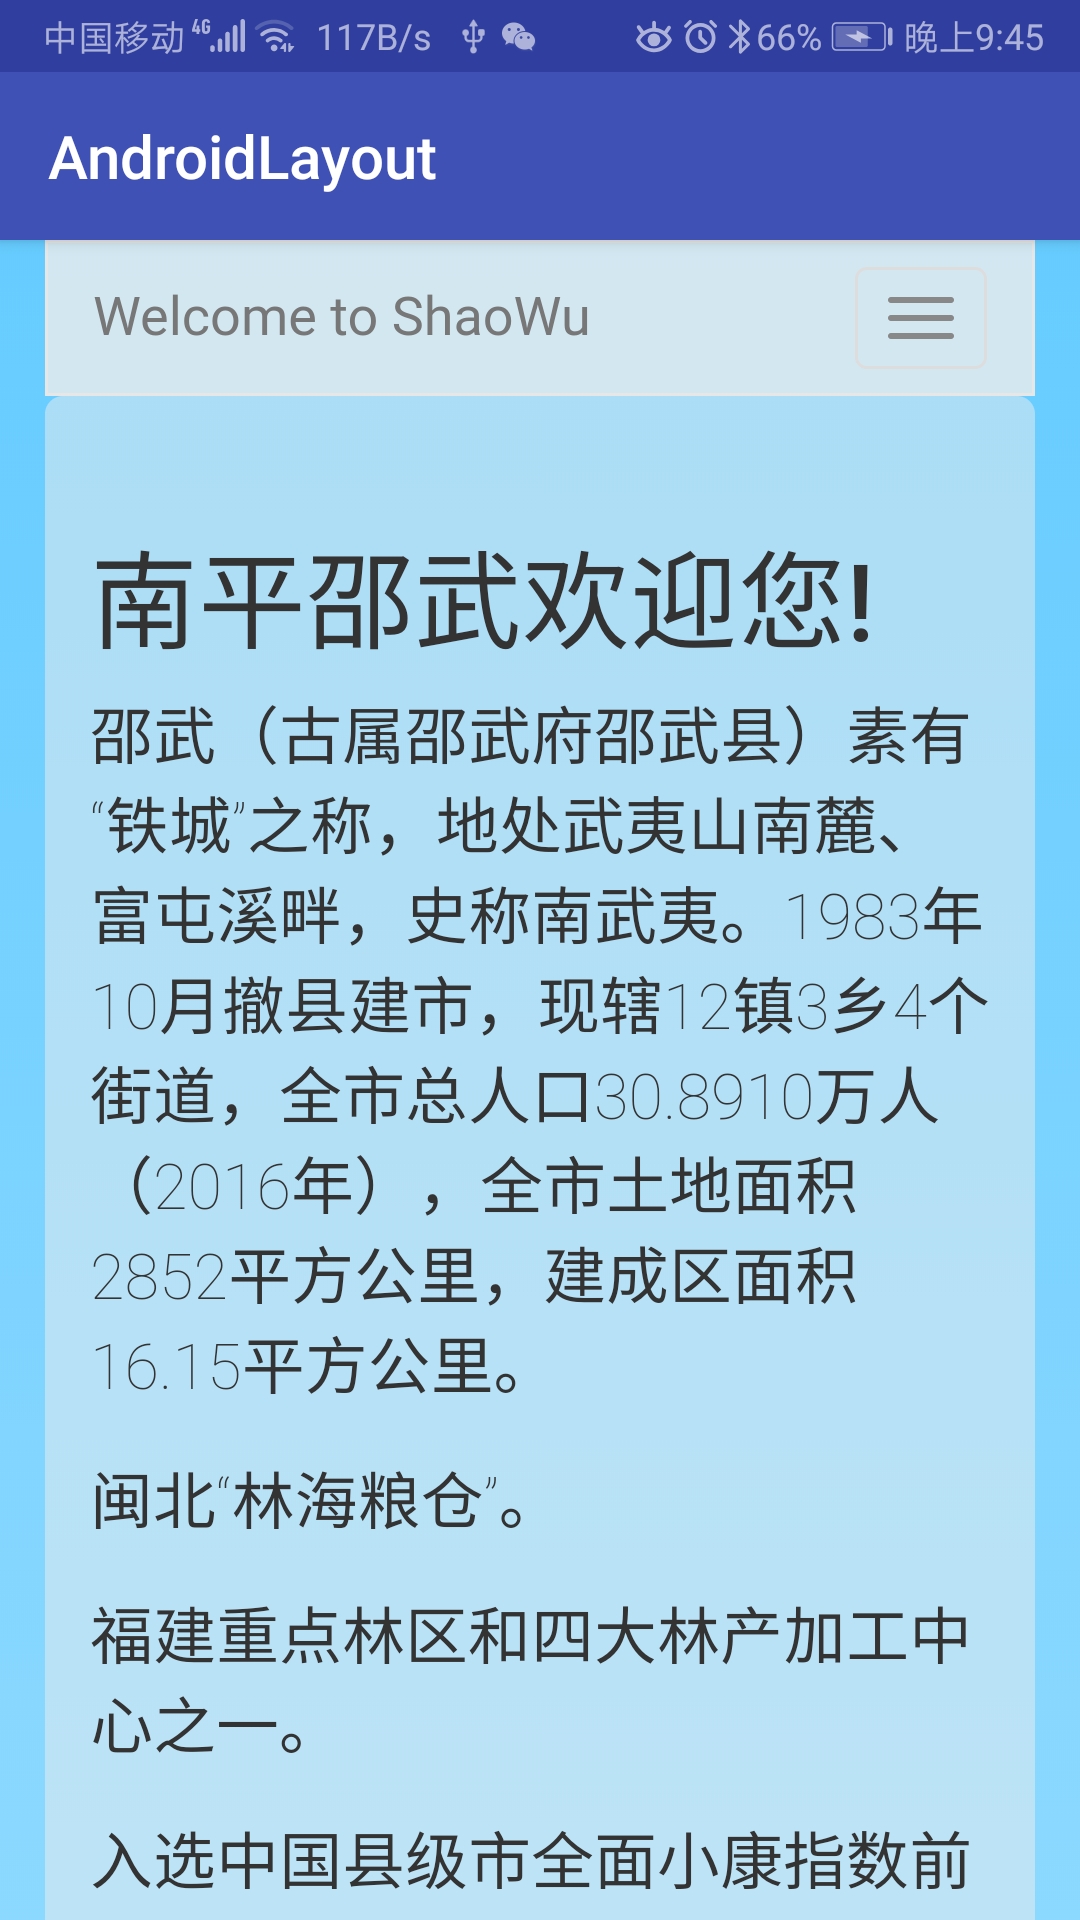 中国移动 4G 117B/s 66% 晚上9:45
AndroidLayout
Welcome to ShaoWu
南平邵武欢迎您!
邵武（古属邵武府邵武县）素有
“铁城”之称，地处武夷山南麓、
富屯溪畔，史称南武夷。1983年
10月撤县建市，现辖12镇3乡4个
街道，全市总人口30.8910万人
（2016年），全市土地面积
2852平方公里，建成区面积
16.15平方公里。
闽北“林海粮仓”。
福建重点林区和四大林产加工中
心之一。
入选中国县级市全面小康指数前